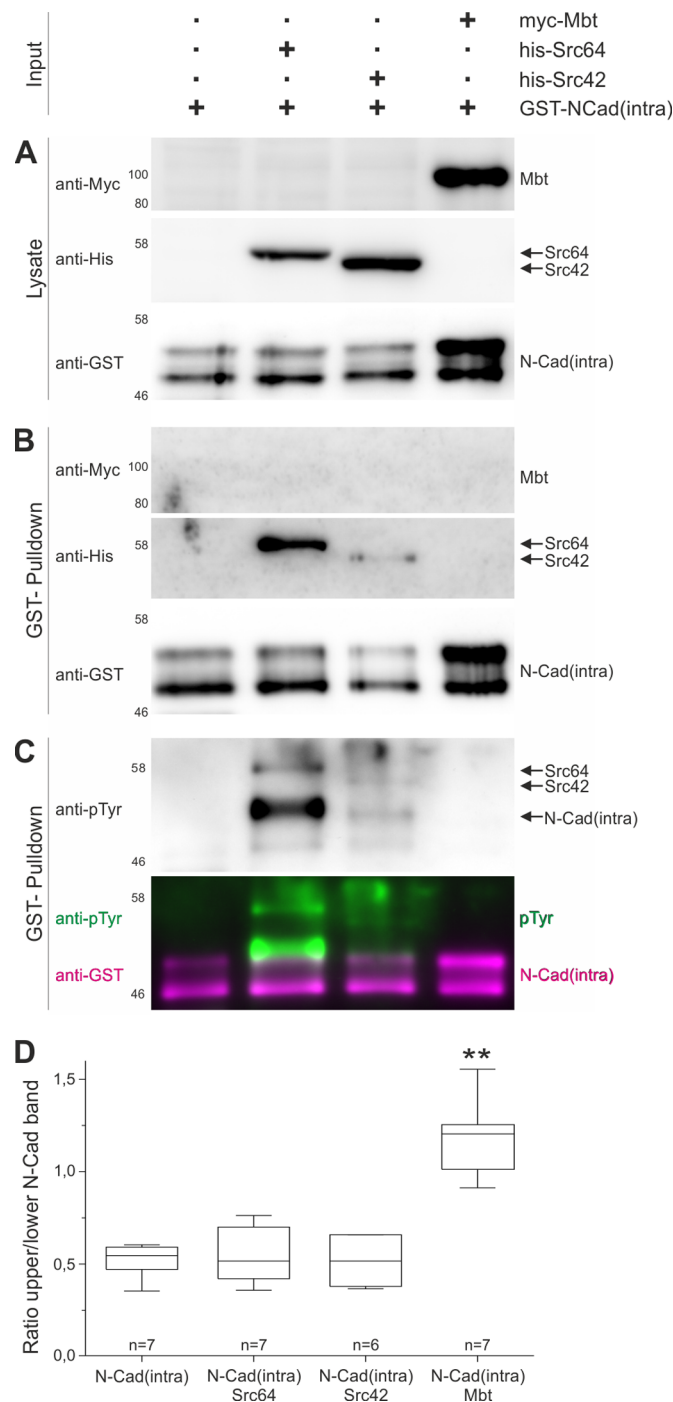 Input
· · · + myc-Mbt
· + · · his-Src64
· · + · his-Src42
+ + + + GST-NCad(intra)
A
Lysate
anti-Myc 100 80 Mbt
anti-His 58 Src64
Src42
anti-GST 58 46 N-Cad(intra)
B
GST- Pulldown
anti-Myc 100 80 Mbt
anti-His 58 Src64
Src42
anti-GST 58 46 N-Cad(intra)
C
GST- Pulldown
anti-pTyr 58 46 Src64
Src42
N-Cad(intra)
anti-pTyr 58 pTyr
anti-GST 46 N-Cad(intra)
D
Ratio upper/lower N-Cad band
**
1,5
1,0
0,5
0,0
n=7 n=7 n=6 n=7
N-Cad(intra) N-Cad(intra) N-Cad(intra) N-Cad(intra)
Src64 Src42 Mbt